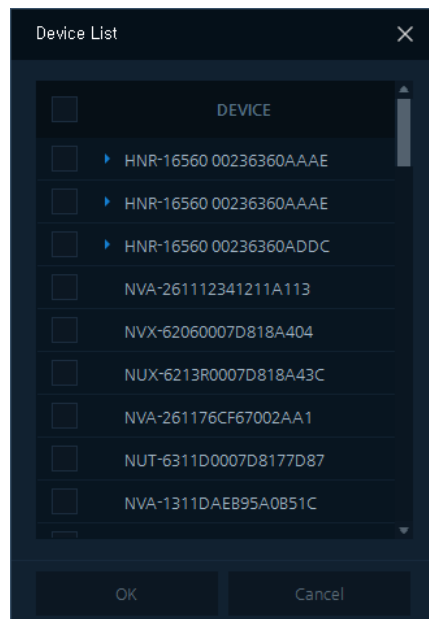 Device List
DEVICE
HNR-16560 00236360AAAE
HNR-16560 00236360AAAE
HNR-16560 00236360ADDC
NVA-261112341211A113
NVX-62060007D818A404
NUX-6213R0007D818A43C
NVA-261176CF67002AA1
NUT-6311D0007D8177D87
NVA-1311DAEB95A0B51C
OK Cancel